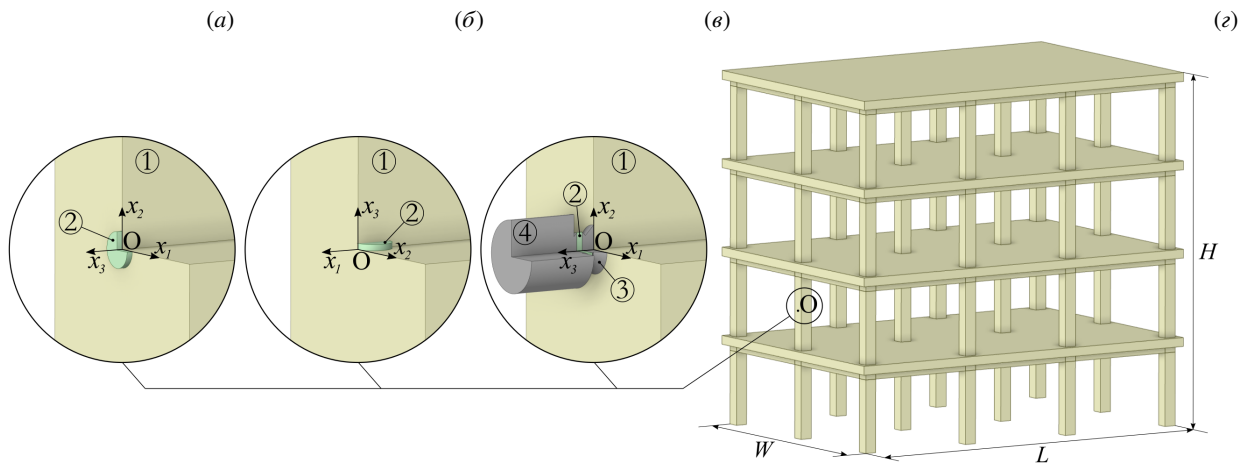 (а) (б) (в) (г)
① ① ①
② x₂ O x₁ x₃
x₃ ② x₁ O x₂
② x₂ ④ O x₁ x₃ ③
.O
H
W L